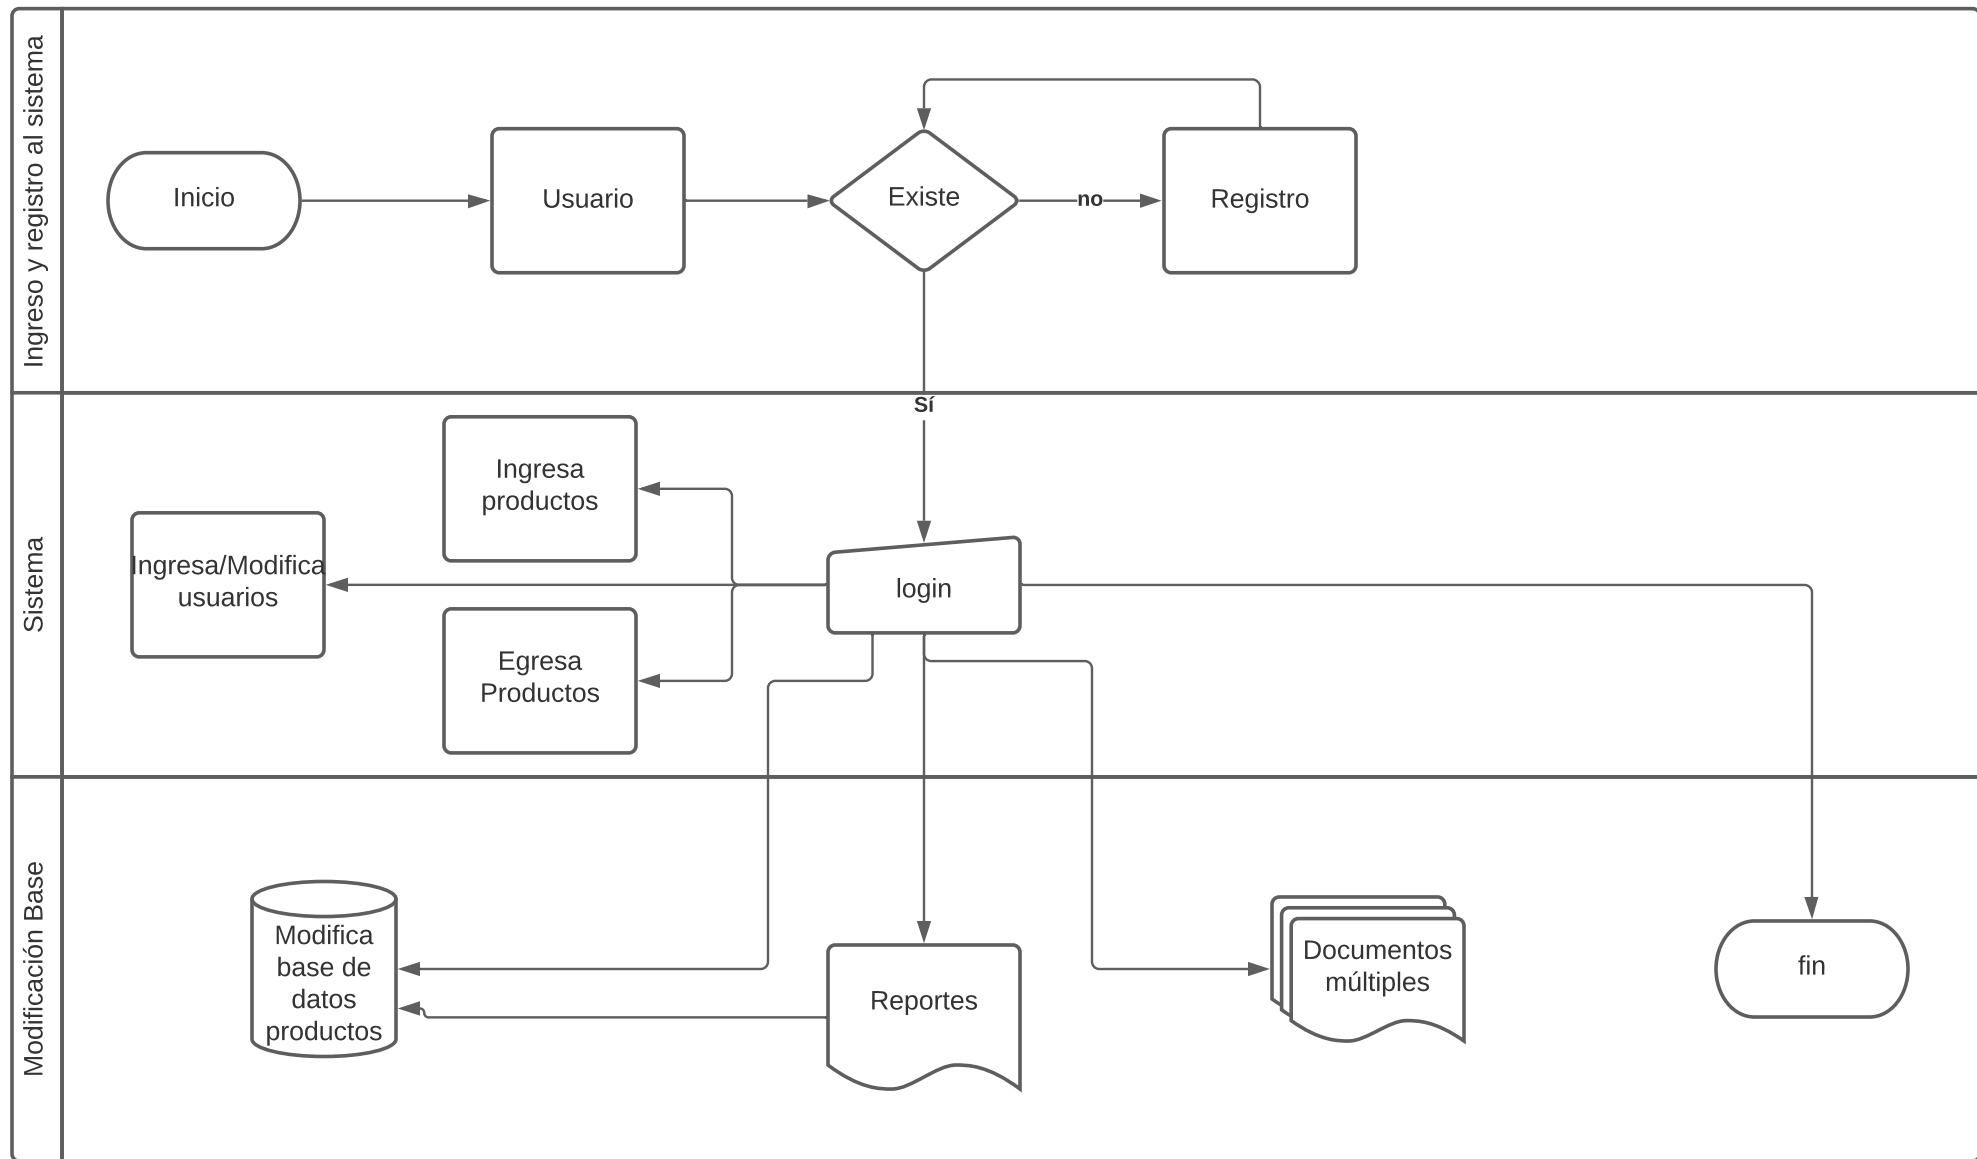 Ingreso y registro al sistema
Inicio
Usuario
Existe
no
Registro
Sí
Sistema
Ingresa
productos
Ingresa/Modifica
usuarios
Egresa
Productos
login
Modificación Base
Modifica
base de
datos
productos
Reportes
Documentos
múltiples
fin